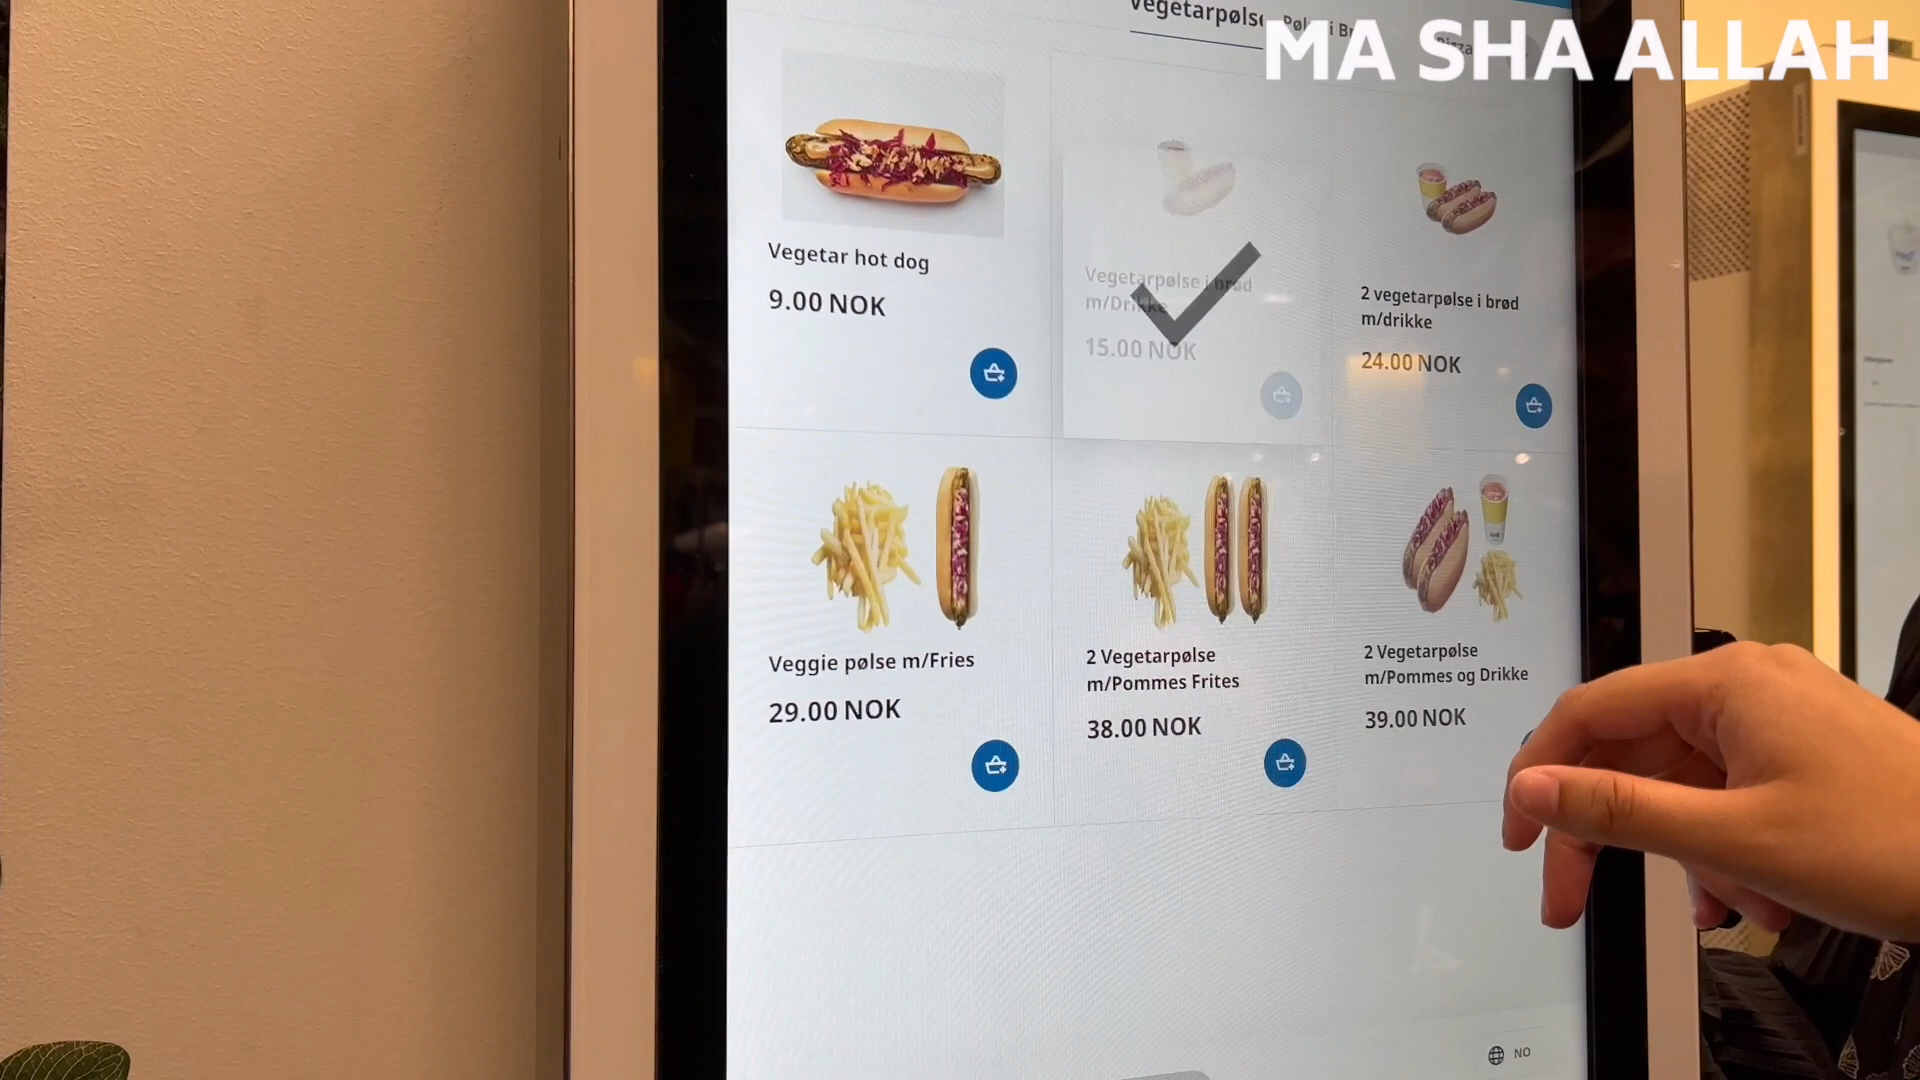 MA SHA ALLAH
Vegetarpølse
Pizza
Vegetar hot dog
9.00 NOK
Vegetarpølse i brød
m/Drikke
15.00 NOK
2 vegetarpølse i brød
m/drikke
24.00 NOK
Veggie pølse m/Fries
29.00 NOK
2 Vegetarpølse
m/Pommes Frites
38.00 NOK
2 Vegetarpølse
m/Pommes og Drikke
39.00 NOK
NO